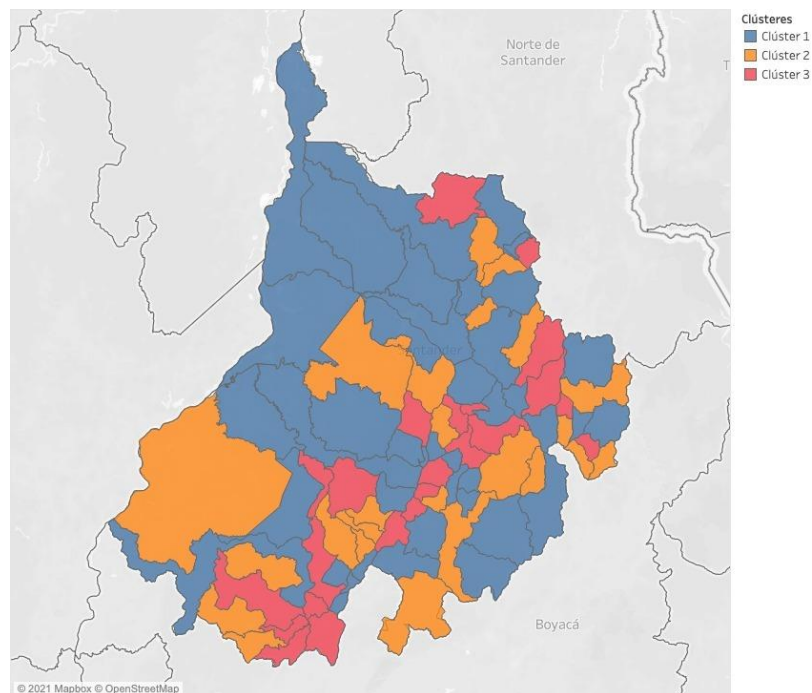 Clústeres
Clúster 1
Clúster 2
Clúster 3
Norte de
Santander
Santander
Boyacá
© 2021 Mapbox © OpenStreetMap